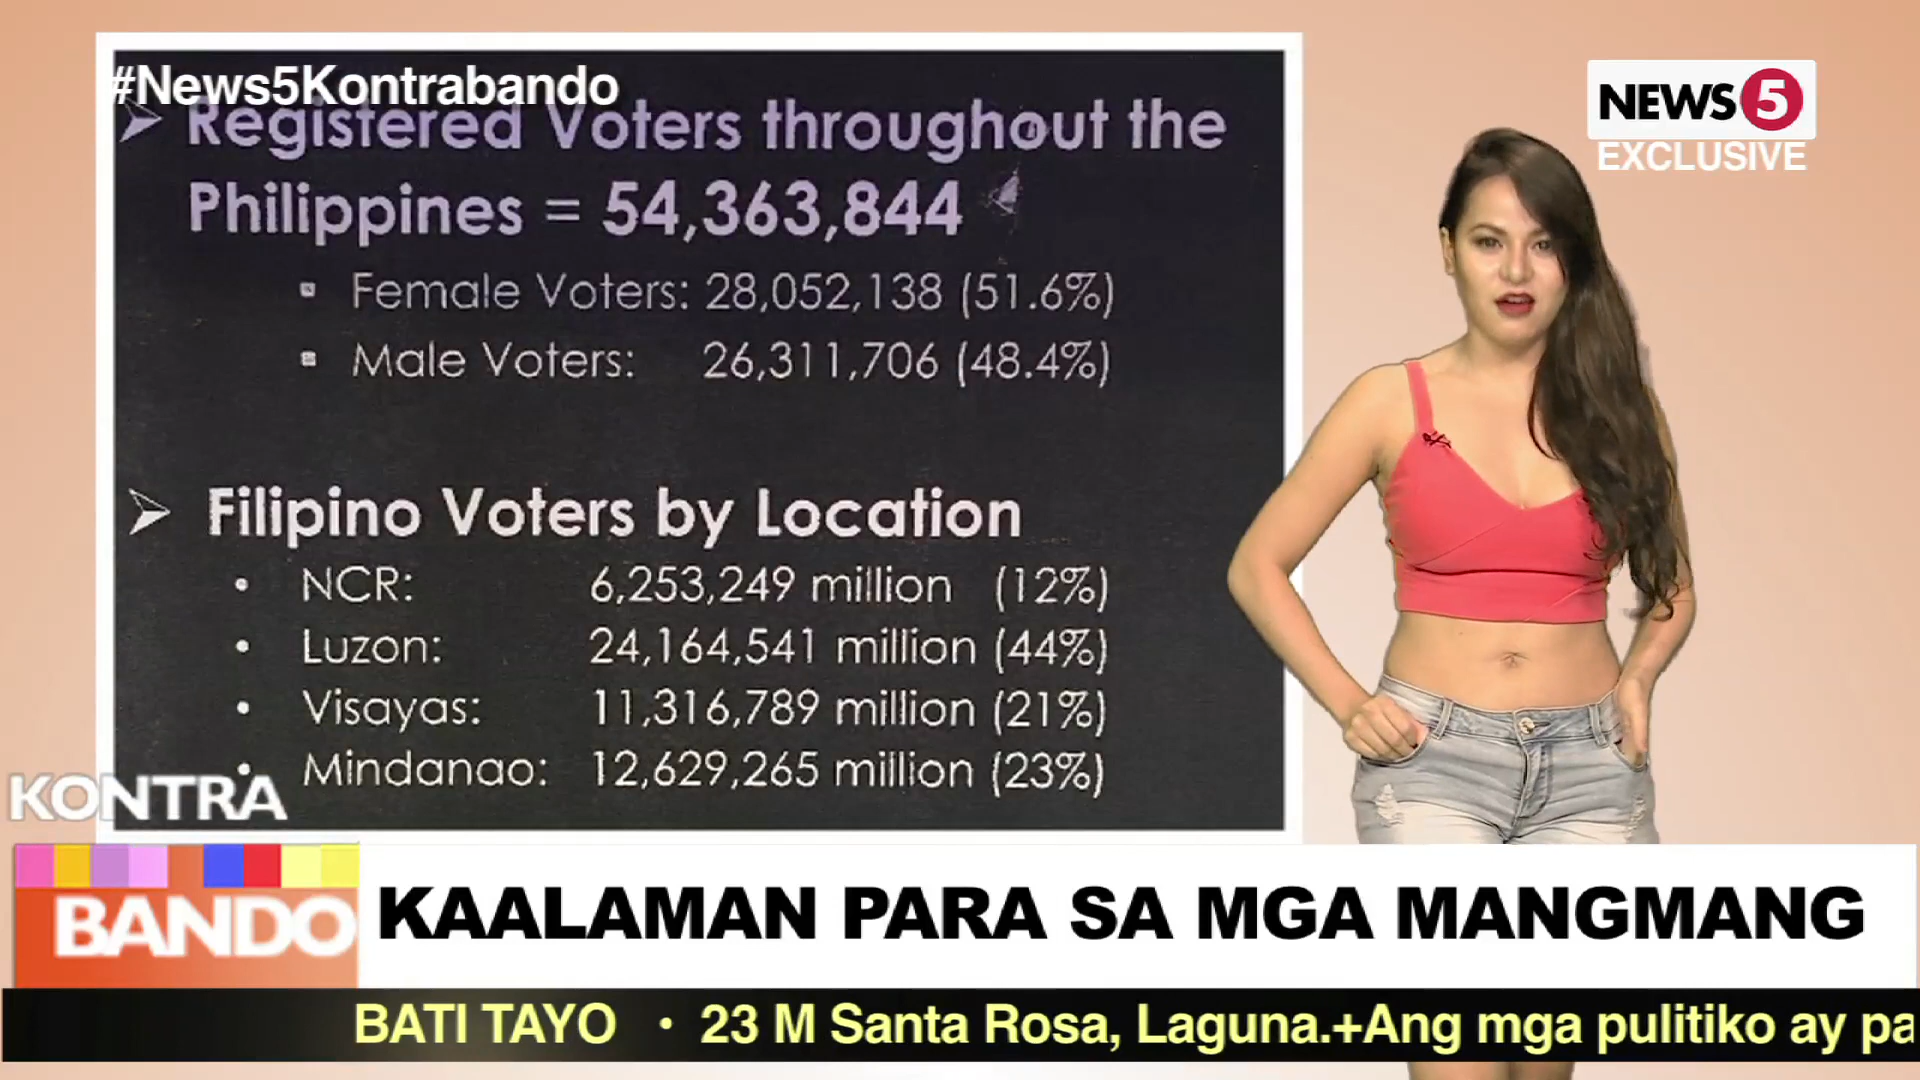 #News5Kontrabando
NEWS 5
EXCLUSIVE
Registered Voters throughout the
Philippines = 54,363,844
Female Voters: 28,052,138 (51.6%)
Male Voters: 26,311,706 (48.4%)
Filipino Voters by Location
• NCR: 6,253,249 million (12%)
• Luzon: 24,164,541 million (44%)
• Visayas: 11,316,789 million (21%)
• Mindanao: 12,629,265 million (23%)
KONTRA
BANDO
KAALAMAN PARA SA MGA MANGMANG
BATI TAYO • 23 M Santa Rosa, Laguna.+Ang mga pulitiko ay pa